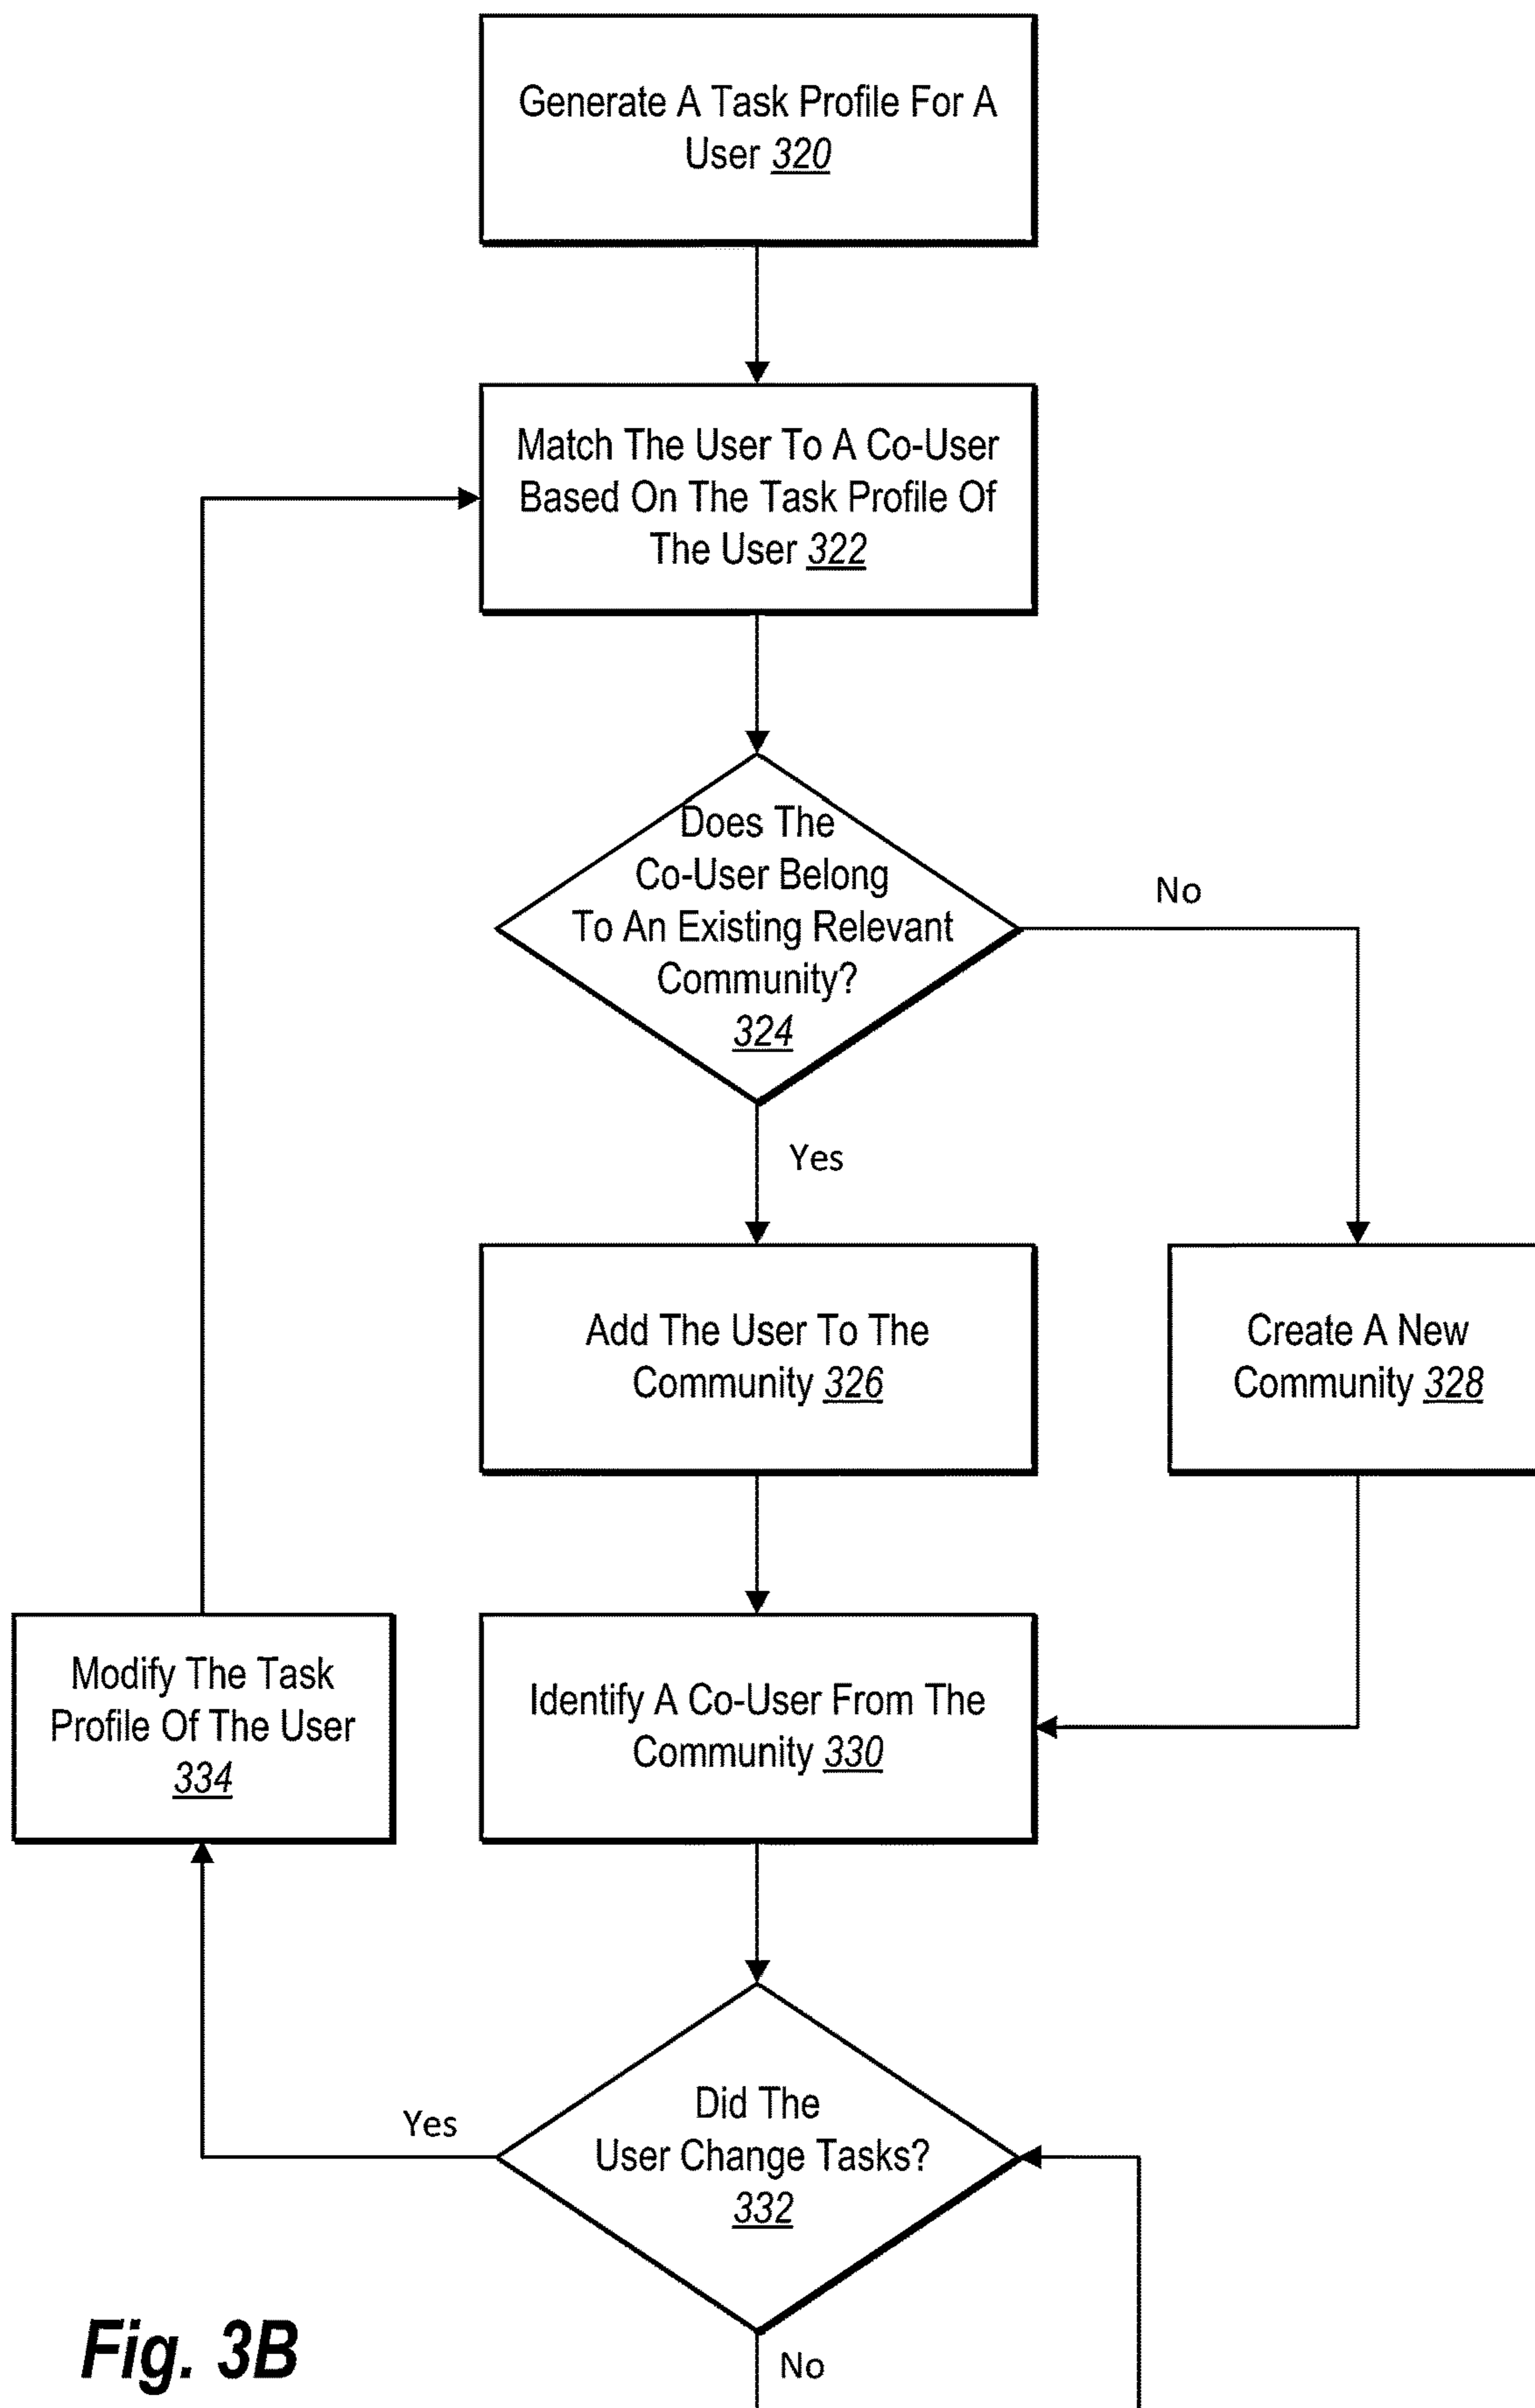 Generate A Task Profile For A
User 320
Match The User To A Co-User
Based On The Task Profile Of
The User 322
Does The
Co-User Belong
To An Existing Relevant
Community?
324
No
Yes
Add The User To The
Community 326
Create A New
Community 328
Modify The Task
Profile Of The User
334
Identify A Co-User From The
Community 330
Yes
Did The
User Change Tasks?
332
No
Fig. 3B